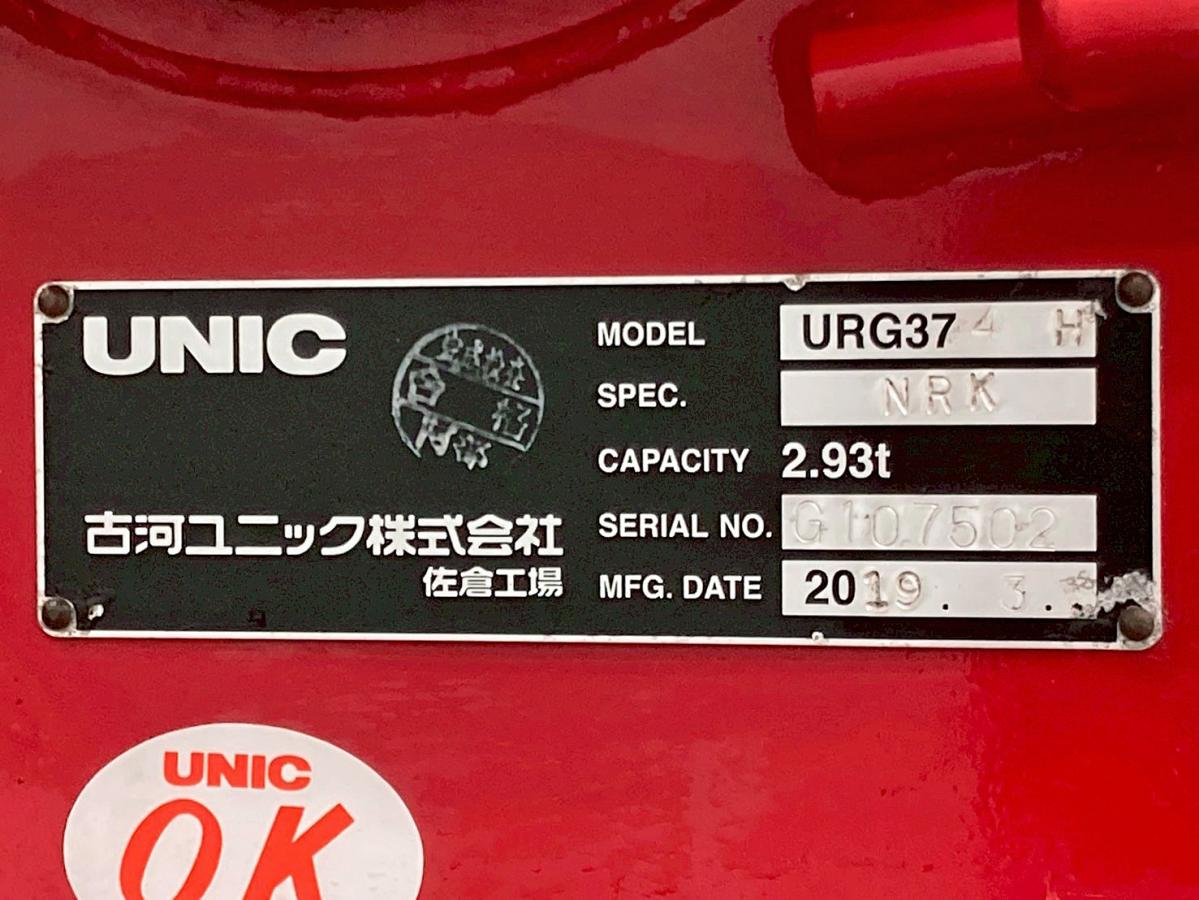 UNIC
古河ユニック株式会社
佐倉工場
MODEL URG374 H
SPEC. NRK
CAPACITY 2.93t
SERIAL NO. G107502
MFG. DATE 2019. 3.
UNIC
OK